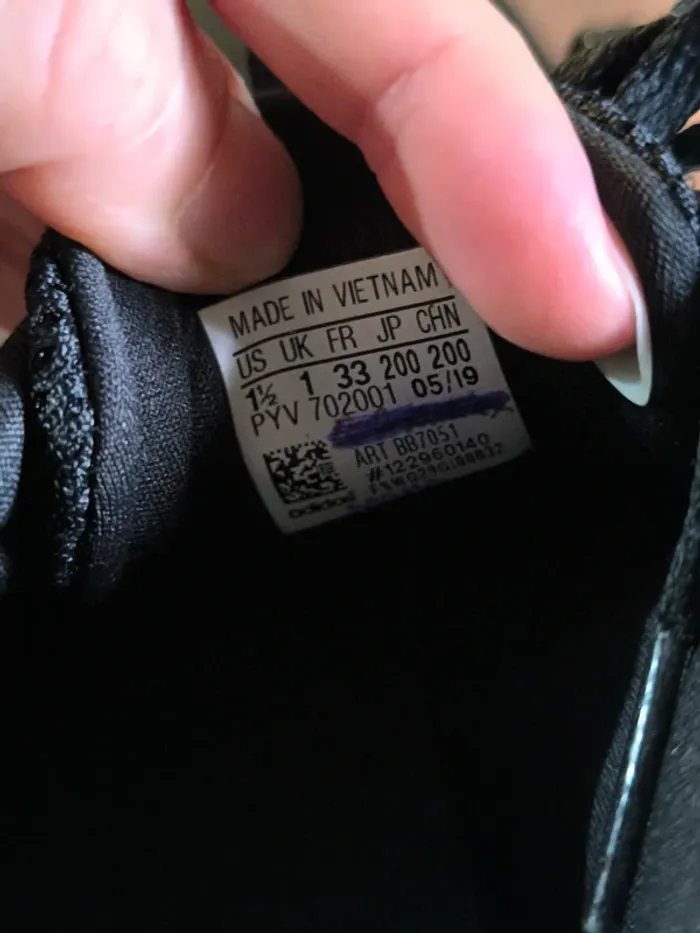 MADE IN VIETNAM
US UK FR JP CHN
1½ 1 33 200 200
PYV 702001 05/19
ART BB7051
#122960140
adidas